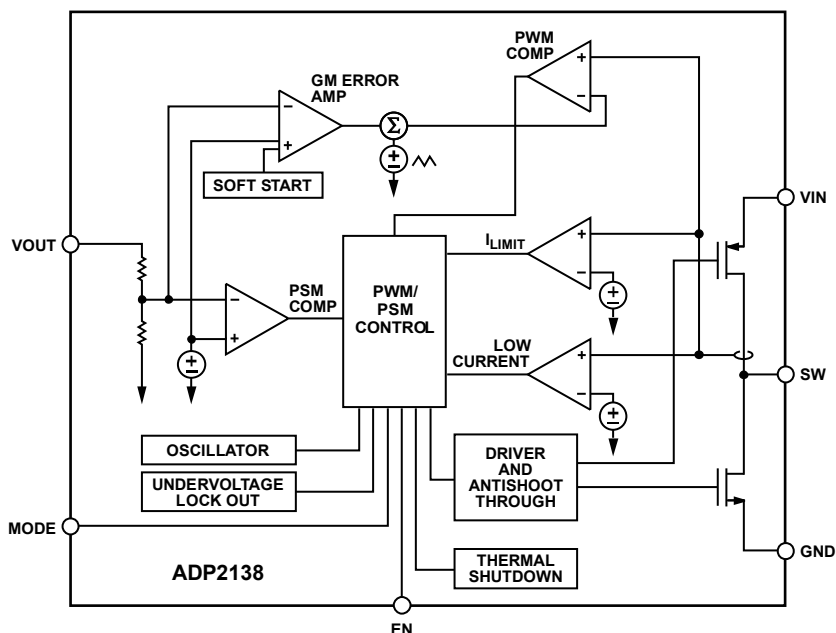 PWM
COMP
GM ERROR
AMP
+
−
−
+
Σ
+
−
SOFT START
VIN
VOUT
I_LIMIT
+
−
+
−
PSM
COMP
−
+
PWM/
PSM
CONTROL
+
−
LOW
CURRENT
+
−
+
−
SW
OSCILLATOR
DRIVER
AND
ANTISHOOT
THROUGH
UNDERVOLTAGE
LOCK OUT
MODE
GND
THERMAL
SHUTDOWN
ADP2138
EN